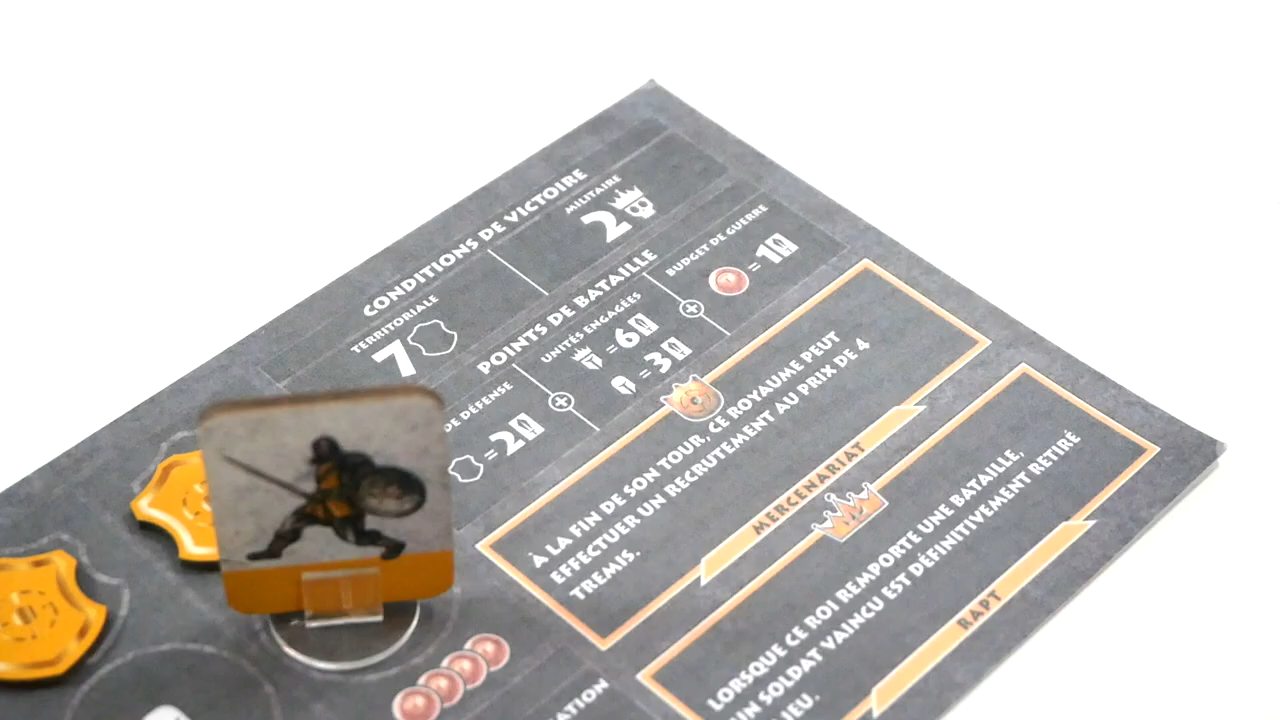 CONDITIONS DE VICTOIRE
TERRITORIALE
7
MILITAIRE
2
POINTS DE BATAILLE
DE DÉFENSE
= 2
+
UNITÉS ENGAGÉES
= 6
= 3
+
BUDGET DE GUERRE
= 1
À LA FIN DE SON TOUR, CE ROYAUME PEUT
EFFECTUER UN RECRUTEMENT AU PRIX DE 4
TREMIS.
MERCENARIAT
LORSQUE CE ROI REMPORTE UNE BATAILLE,
UN SOLDAT VAINCU EST DÉFINITIVEMENT RETIRÉ
JEU.
RAPT